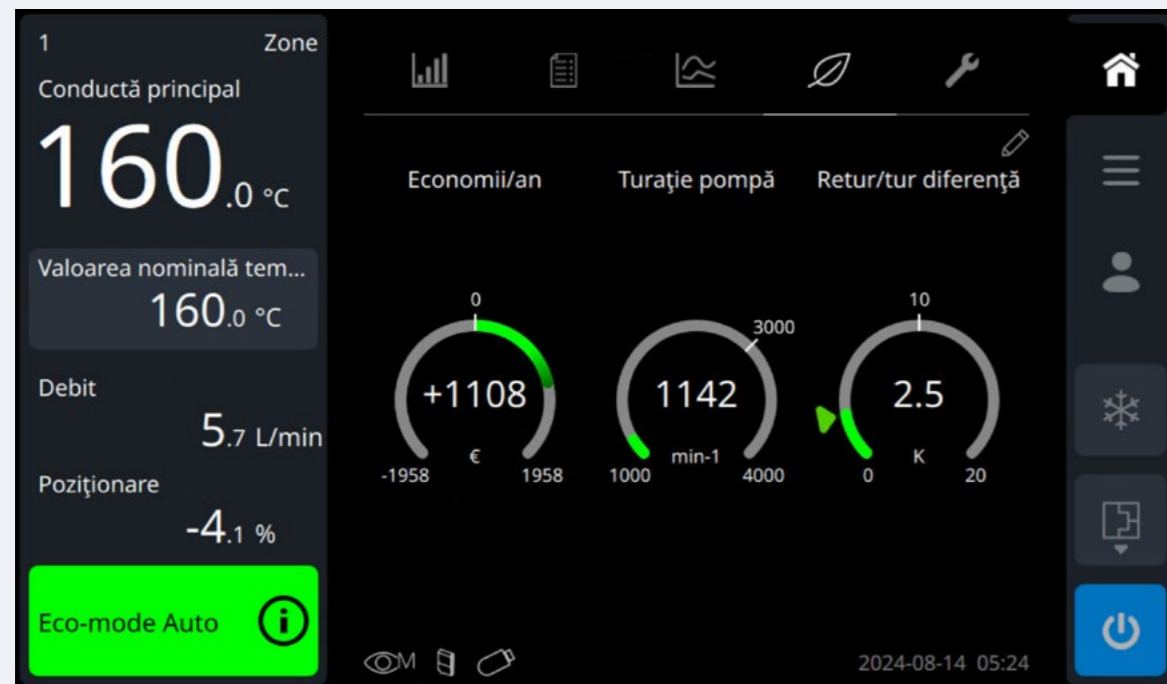 1 Zone
Conductă principal
160.0 °C
Valoarea nominală tem...
160.0 °C
Debit
5.7 L/min
Poziţionare
-4.1 %
Eco-mode Auto
Economii/an Turaţie pompă Retur/tur diferenţă
0
+1108
€
-1958 1958
3000
1142
min-1
1000 4000
10
2.5
K
0 20
M
2024-08-14 05:24